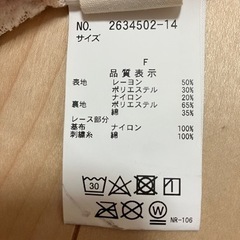 NO. 2634502-14
サイズ
F
品質表示
表地 レーヨン 50%
ポリエステル 30%
ナイロン 20%
裏地 ポリエステル 65%
綿 35%
レース部分
基布 ナイロン 100%
刺繍糸 綿 100%
30
W
NR-106